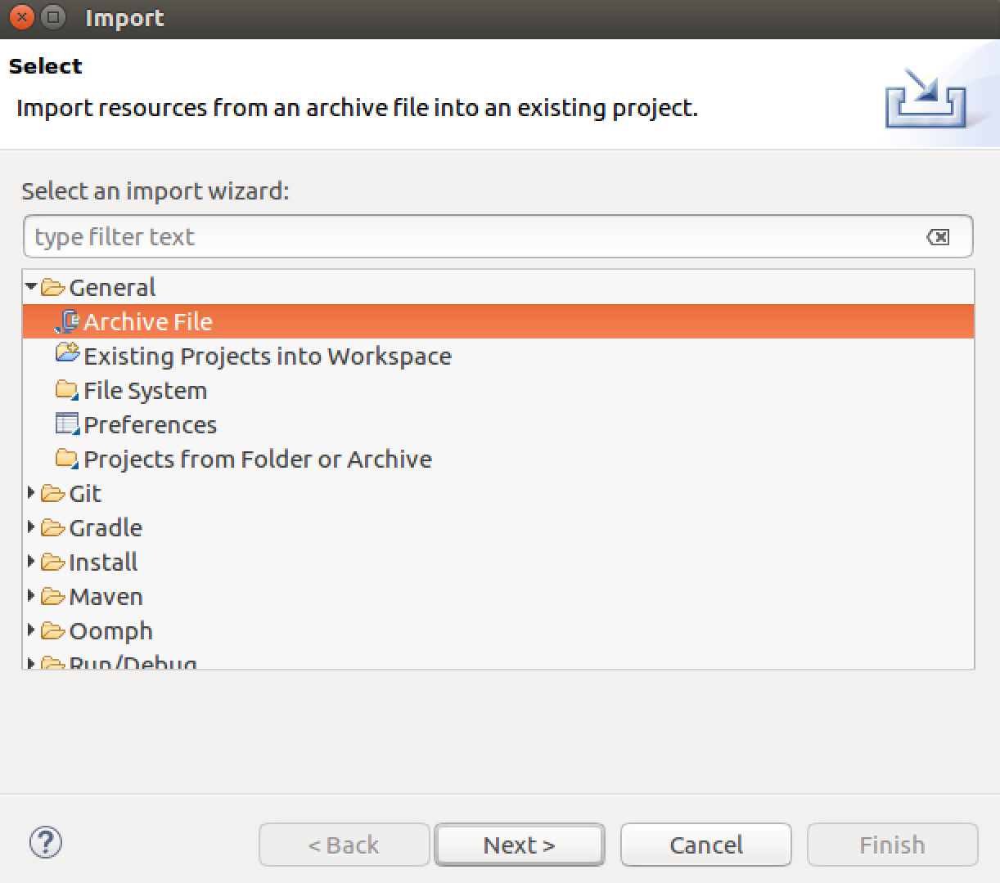 Import
Select
Import resources from an archive file into an existing project.
Select an import wizard:
type filter text
General
Archive File
Existing Projects into Workspace
File System
Preferences
Projects from Folder or Archive
Git
Gradle
Install
Maven
Oomph
Run/Debug
< Back
Next >
Cancel
Finish